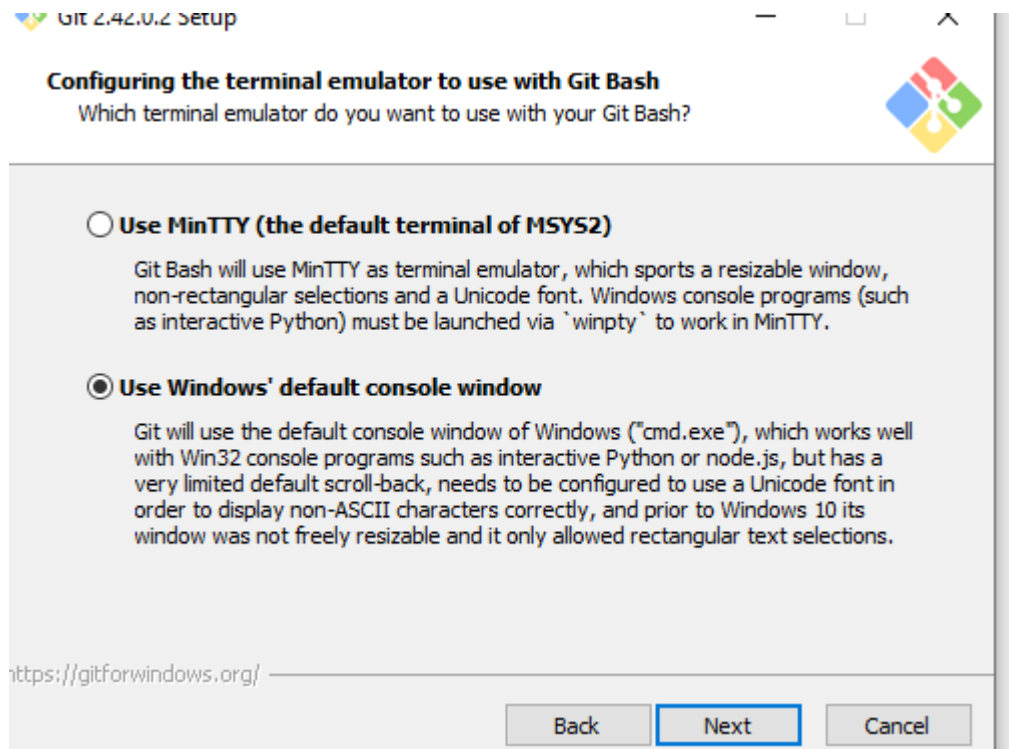 Git 2.42.0.2 Setup
Configuring the terminal emulator to use with Git Bash
Which terminal emulator do you want to use with your Git Bash?
Use MinTTY (the default terminal of MSYS2)
Git Bash will use MinTTY as terminal emulator, which sports a resizable window,
non-rectangular selections and a Unicode font. Windows console programs (such
as interactive Python) must be launched via `winpty` to work in MinTTY.
Use Windows' default console window
Git will use the default console window of Windows ("cmd.exe"), which works well
with Win32 console programs such as interactive Python or node.js, but has a
very limited default scroll-back, needs to be configured to use a Unicode font in
order to display non-ASCII characters correctly, and prior to Windows 10 its
window was not freely resizable and it only allowed rectangular text selections.
https://gitforwindows.org/
Back Next Cancel